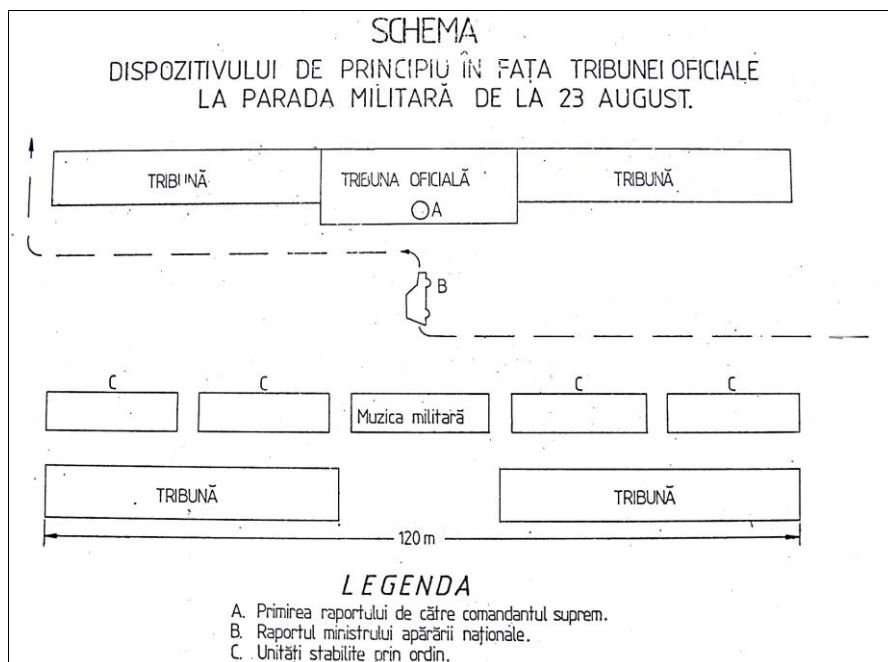 SCHEMA
DISPOZITIVULUI DE PRINCIPIU ÎN FAȚA TRIBUNEI OFICIALE
LA PARADA MILITARĂ DE LA 23 AUGUST.
TRIBUNĂ TRIBUNA OFICIALĂ TRIBUNĂ
A
B
C C C C
Muzica militară
TRIBUNĂ TRIBUNĂ
120 m
LEGENDA
A. Primirea raportului de către comandantul suprem.
B. Raportul ministrului apărării naționale.
C. Unități stabilite prin ordin.